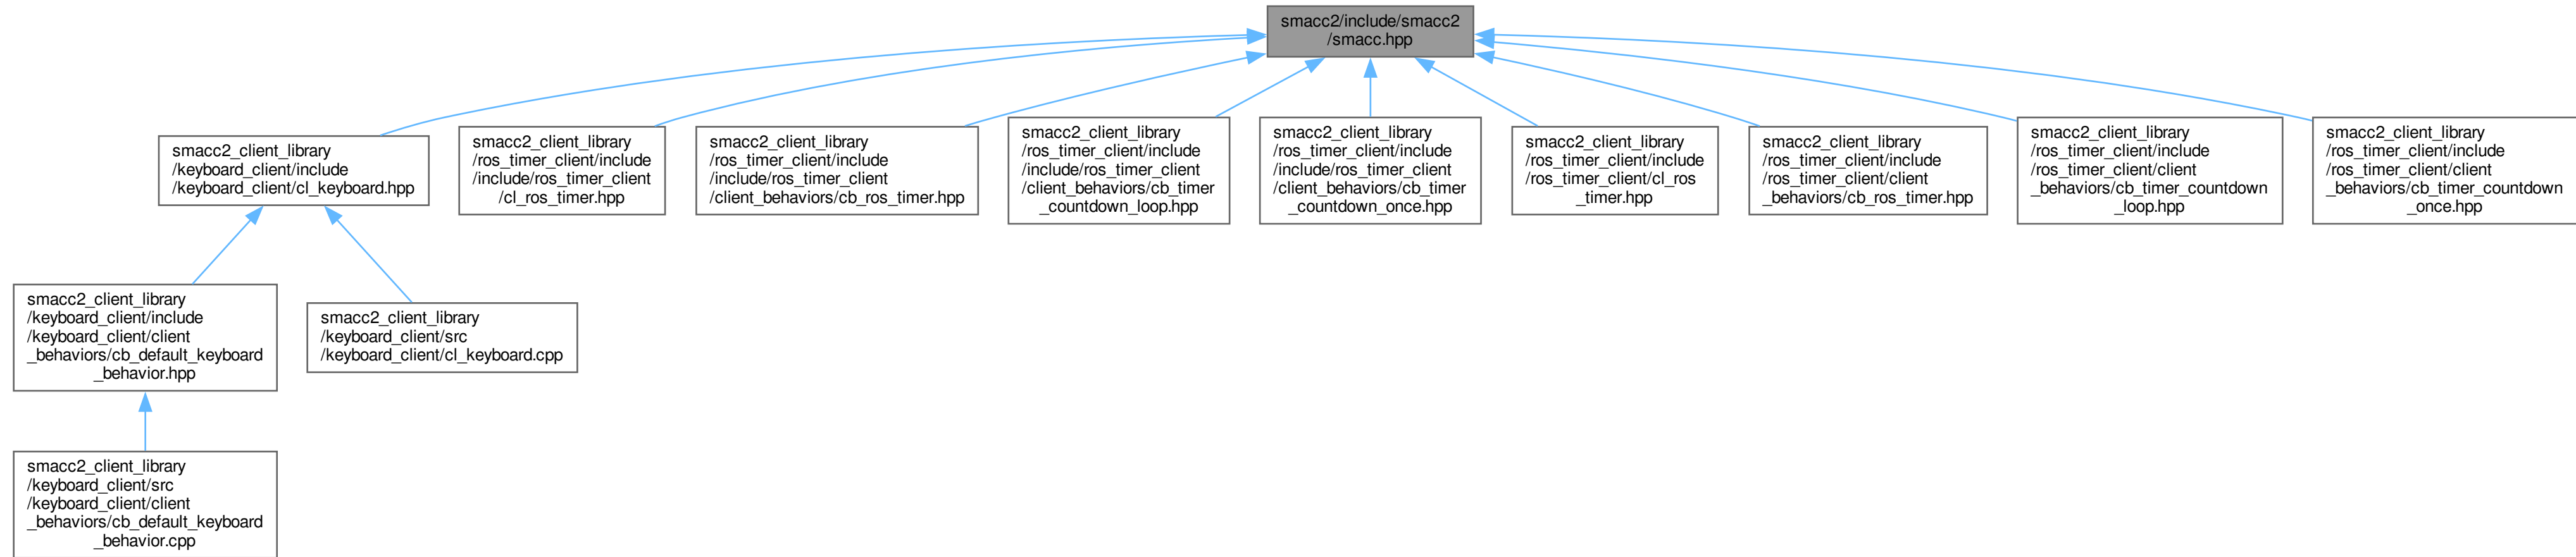 smacc2/include/smacc2
/smacc.hpp
smacc2_client_library
/keyboard_client/include
/keyboard_client/cl_keyboard.hpp
smacc2_client_library
/ros_timer_client/include
/include/ros_timer_client
/cl_ros_timer.hpp
smacc2_client_library
/ros_timer_client/include
/include/ros_timer_client
/client_behaviors/cb_ros_timer.hpp
smacc2_client_library
/ros_timer_client/include
/include/ros_timer_client
/client_behaviors/cb_timer
_countdown_loop.hpp
smacc2_client_library
/ros_timer_client/include
/include/ros_timer_client
/client_behaviors/cb_timer
_countdown_once.hpp
smacc2_client_library
/ros_timer_client/include
/ros_timer_client/cl_ros
_timer.hpp
smacc2_client_library
/ros_timer_client/include
/ros_timer_client/client
_behaviors/cb_ros_timer.hpp
smacc2_client_library
/ros_timer_client/include
/ros_timer_client/client
_behaviors/cb_timer_countdown
_loop.hpp
smacc2_client_library
/ros_timer_client/include
/ros_timer_client/client
_behaviors/cb_timer_countdown
_once.hpp
smacc2_client_library
/keyboard_client/include
/keyboard_client/client
_behaviors/cb_default_keyboard
_behavior.hpp
smacc2_client_library
/keyboard_client/src
/keyboard_client/cl_keyboard.cpp
smacc2_client_library
/keyboard_client/src
/keyboard_client/client
_behaviors/cb_default_keyboard
_behavior.cpp